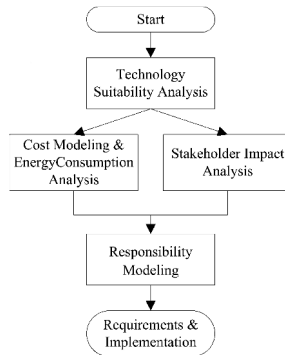 Start
Technology
Suitability Analysis
Cost Modeling &
EnergyConsumption
Analysis
Stakeholder Impact
Analysis
Responsibility
Modeling
Requirements &
Implementation